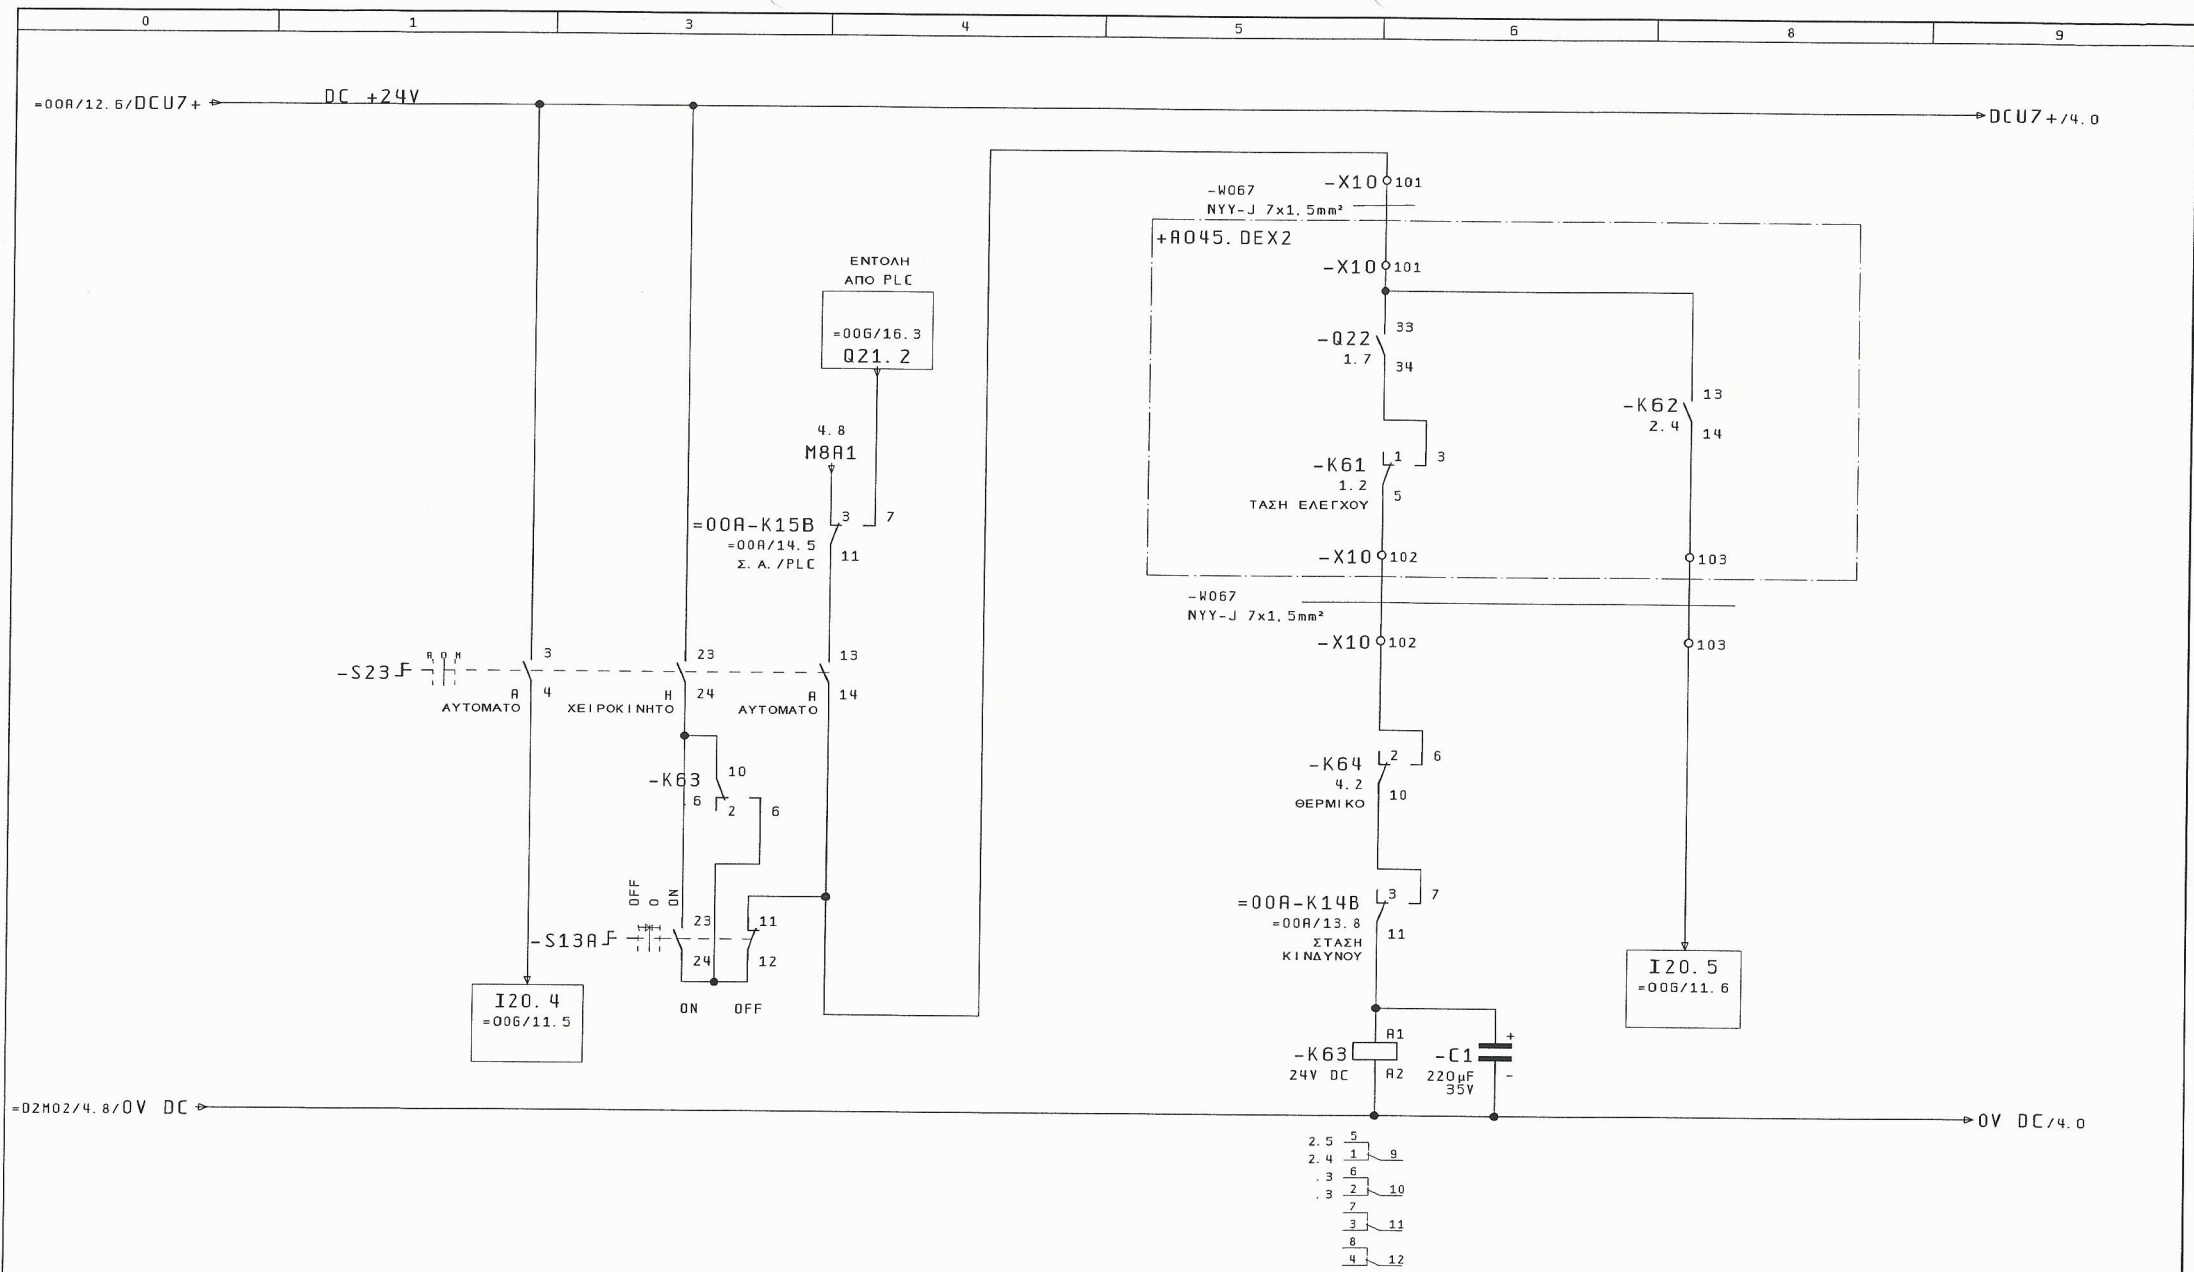 0 1 3 4 5 6 8 9
=00A/12.6/DCU7+
DC +24V
DCU7+/4.0
-X10 101
-W067
NYY-J 7x1,5mm²
+A045.DEX2
-X10 101
ΕΝΤΟΛΗ
ΑΠΟ PLC
=00G/16.3
Q21.2
33
-Q22
1.7
34
13
-K62
2.4
14
4.8
M8A1
1 3
-K61
1.2
5
ΤΑΣΗ ΕΛΕΓΧΟΥ
3 7
=00A-K15B
=00A/14.5
11
Σ.Α./PLC
-X10 102
103
-W067
NYY-J 7x1,5mm²
-X10 102
103
A 0 H
-S23
3
4
A
ΑΥΤΟΜΑΤΟ
23
24
H
ΧΕΙΡΟΚΙΝΗΤΟ
13
14
A
ΑΥΤΟΜΑΤΟ
-K63
6
10
2 6
2 6
-K64
4.2
10
ΘΕΡΜΙΚΟ
OFF
0
ON
23
11
-S13A
24
12
ON OFF
3 7
=00A-K14B
=00A/13.8
11
ΣΤΑΣΗ
ΚΙΝΔΥΝΟΥ
I20.4
=00G/11.5
I20.5
=00G/11.6
A1
-K63
24V DC
A2
+
-C1
220µF
35V
-
=D2M02/4.8/0V DC
0V DC/4.0
2.5 5
2.4 1 9
.3 6
.3 2 10
7
3 11
8
4 12